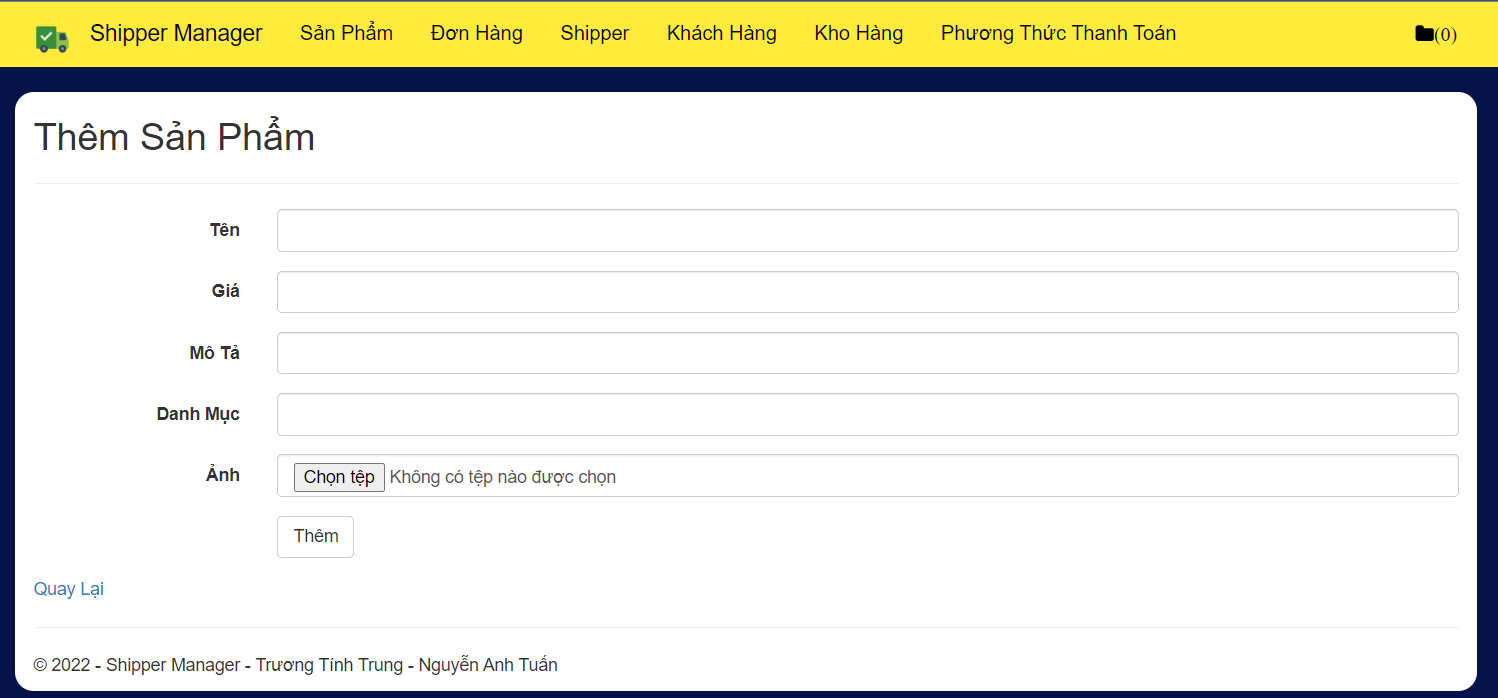 Shipper Manager Sản Phẩm Đơn Hàng Shipper Khách Hàng Kho Hàng Phương Thức Thanh Toán (0)
Thêm Sản Phẩm
Tên
Giá
Mô Tả
Danh Mục
Ảnh Chọn tệp Không có tệp nào được chọn
Thêm
Quay Lại
© 2022 - Shipper Manager - Trương Tính Trung - Nguyễn Anh Tuấn